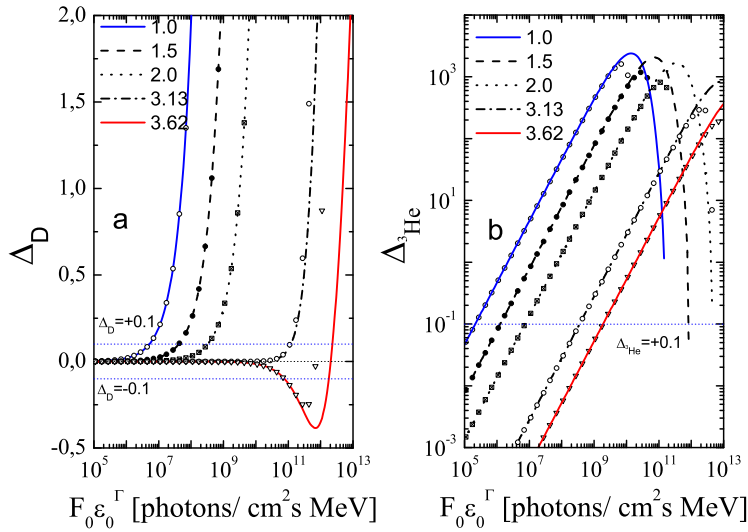 2,0
1,5
1,0
0,5
0,0
-0,5
Δ_D
1.0
1.5
2.0
3.13
3.62
a
Δ_D=+0.1
Δ_D=-0.1
10^5 10^7 10^9 10^11 10^13
F_0ε_0^Γ [photons/ cm^2s MeV]
10^3
10^1
10^-1
10^-3
Δ_3He
1.0
1.5
2.0
3.13
3.62
b
Δ_3He=+0.1
10^5 10^7 10^9 10^11 10^13
F_0ε_0^Γ [photons/ cm^2s MeV]